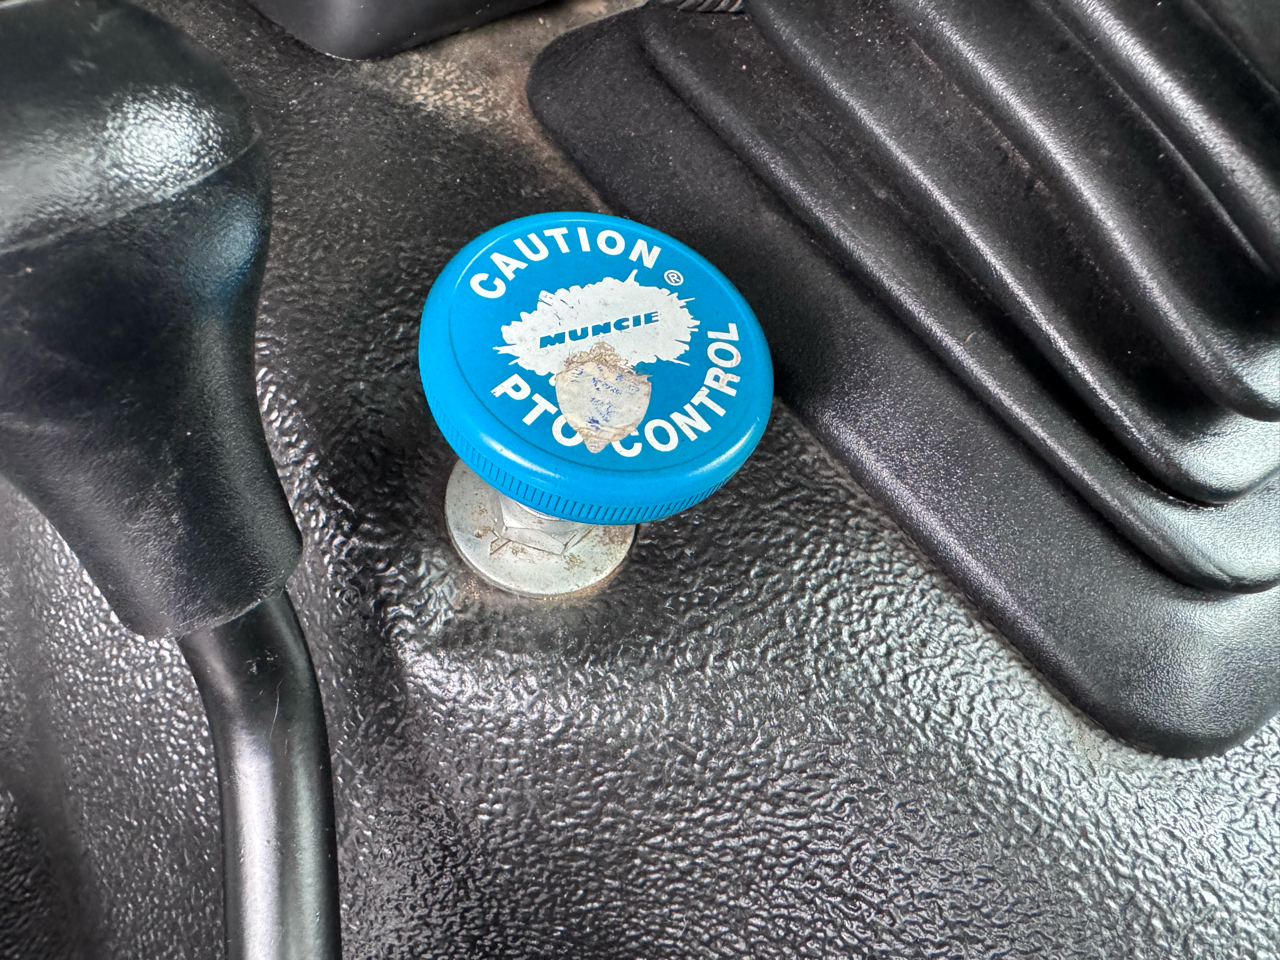 CAUTION
®
MUNCIE
PTO CONTROL